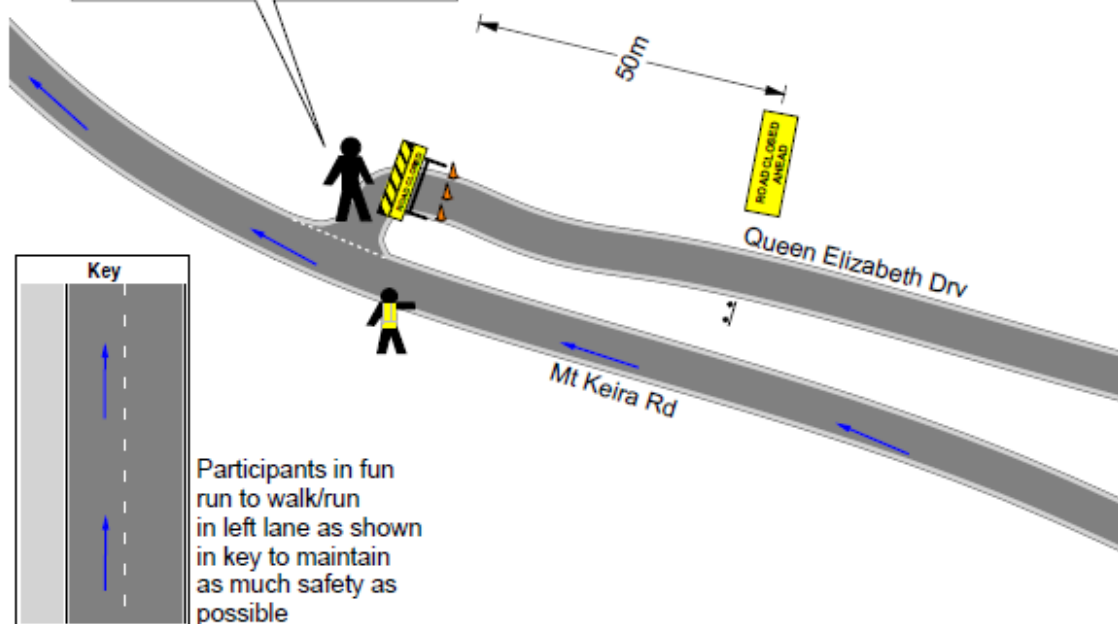 50m
ROAD CLOSED
AHEAD
ROAD CLOSED
Queen Elizabeth Drv
Mt Keira Rd
Key
Participants in fun
run to walk/run
in left lane as shown
in key to maintain
as much safety as
possible